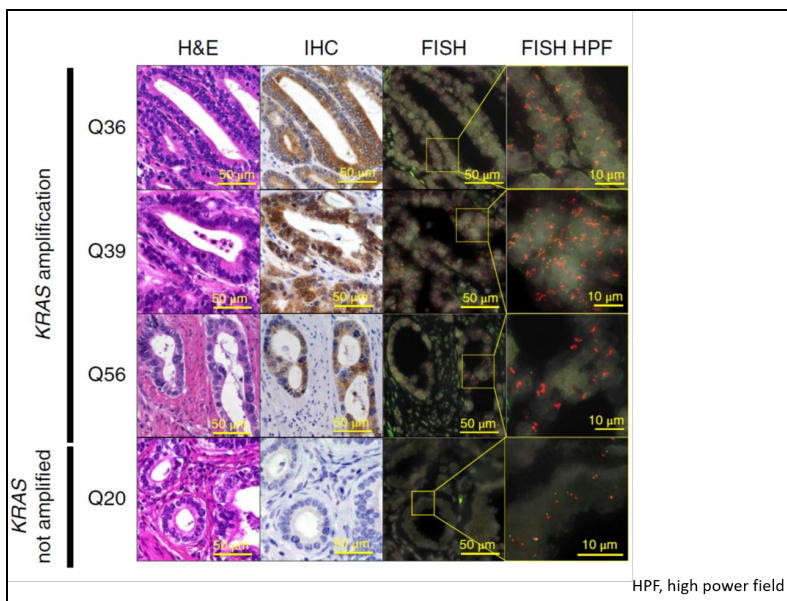 H&E IHC FISH FISH HPF
KRAS amplification
Q36
50 µm 50 µm 50 µm 10 µm
Q39
50 µm 50 µm 50 µm 10 µm
Q56
50 µm 50 µm 50 µm 10 µm
KRAS
not amplified
Q20
50 µm 50 µm 50 µm 10 µm
HPF, high power field